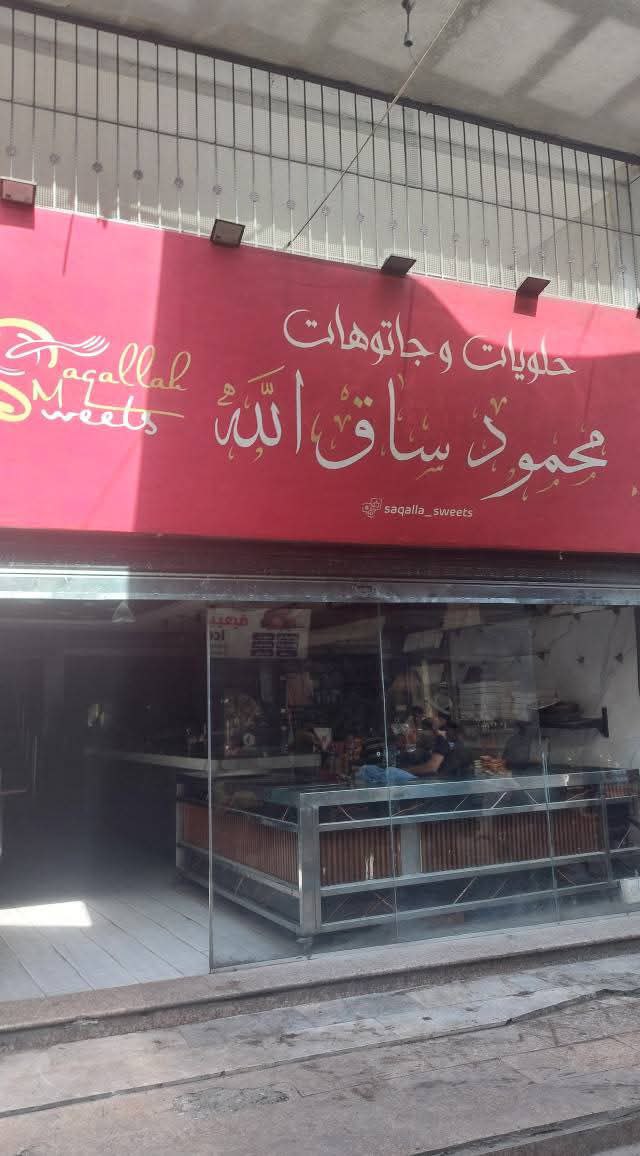 حلويات وجاتوهات
محمود ساق الله
Saqallah
Sweets
saqalla_sweets